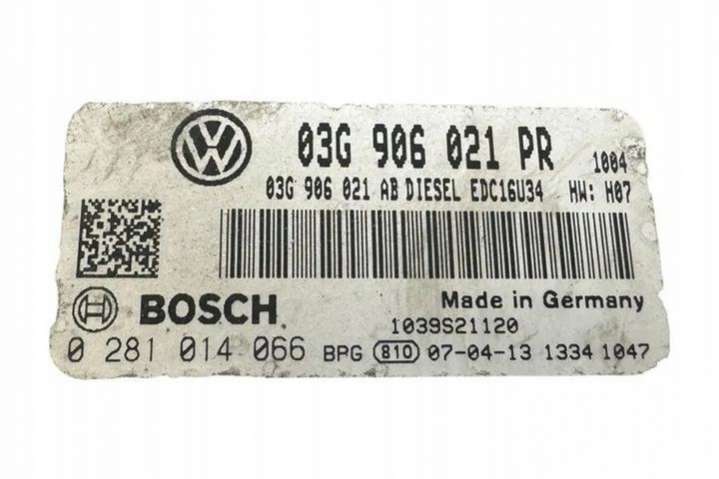 03G 906 021 PR 1004
03G 906 021 AB DIESEL EDC16U34 HW: H07
BOSCH Made in Germany
1039S21120
0 281 014 066 BPG 810 07-04-13 1334 1047